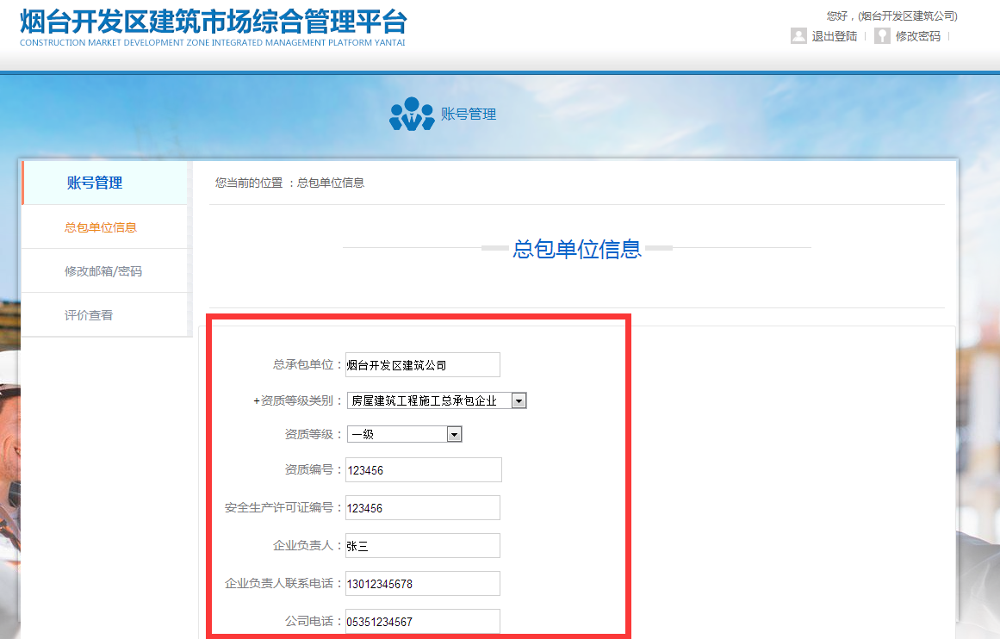 烟台开发区建筑市场综合管理平台
CONSTRUCTION MARKET DEVELOPMENT ZONE INTEGRATED MANAGEMENT PLATFORM YANTAI
您好，(烟台开发区建筑公司)
退出登陆 | 修改密码 |
账号管理
账号管理
总包单位信息
修改邮箱/密码
评价查看
您当前的位置 ：总包单位信息
总包单位信息
总承包单位：烟台开发区建筑公司
+资质等级类别：房屋建筑工程施工总承包企业
资质等级：一级
资质编号：123456
安全生产许可证编号：123456
企业负责人：张三
企业负责人联系电话：13012345678
公司电话：05351234567